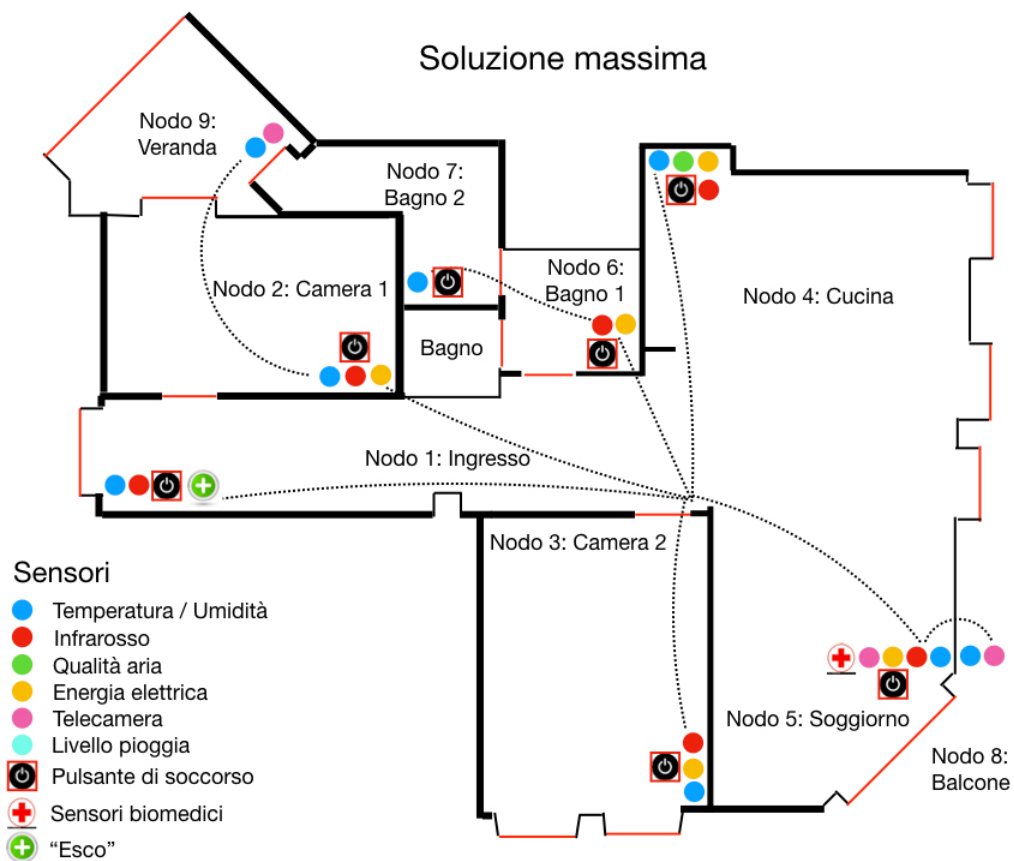 Soluzione massima
Nodo 9:
Veranda
Nodo 7:
Bagno 2
Nodo 6:
Bagno 1
Nodo 2: Camera 1
Nodo 4: Cucina
Bagno
Nodo 1: Ingresso
Nodo 3: Camera 2
Nodo 5: Soggiorno
Nodo 8:
Balcone
Sensori
Temperatura / Umidità
Infrarosso
Qualità aria
Energia elettrica
Telecamera
Livello pioggia
Pulsante di soccorso
Sensori biomedici
“Esco”